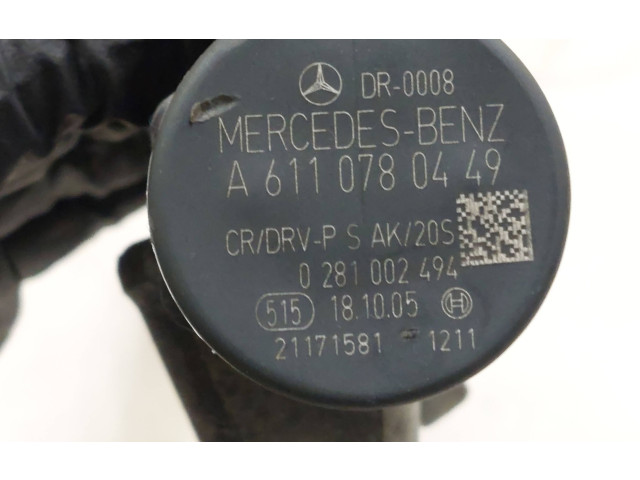 DR-0008
MERCEDES-BENZ
A 611 078 04 49
CR/DRV-P S AK/20S
0 281 002 494
515 18.10.05
21171581 1211